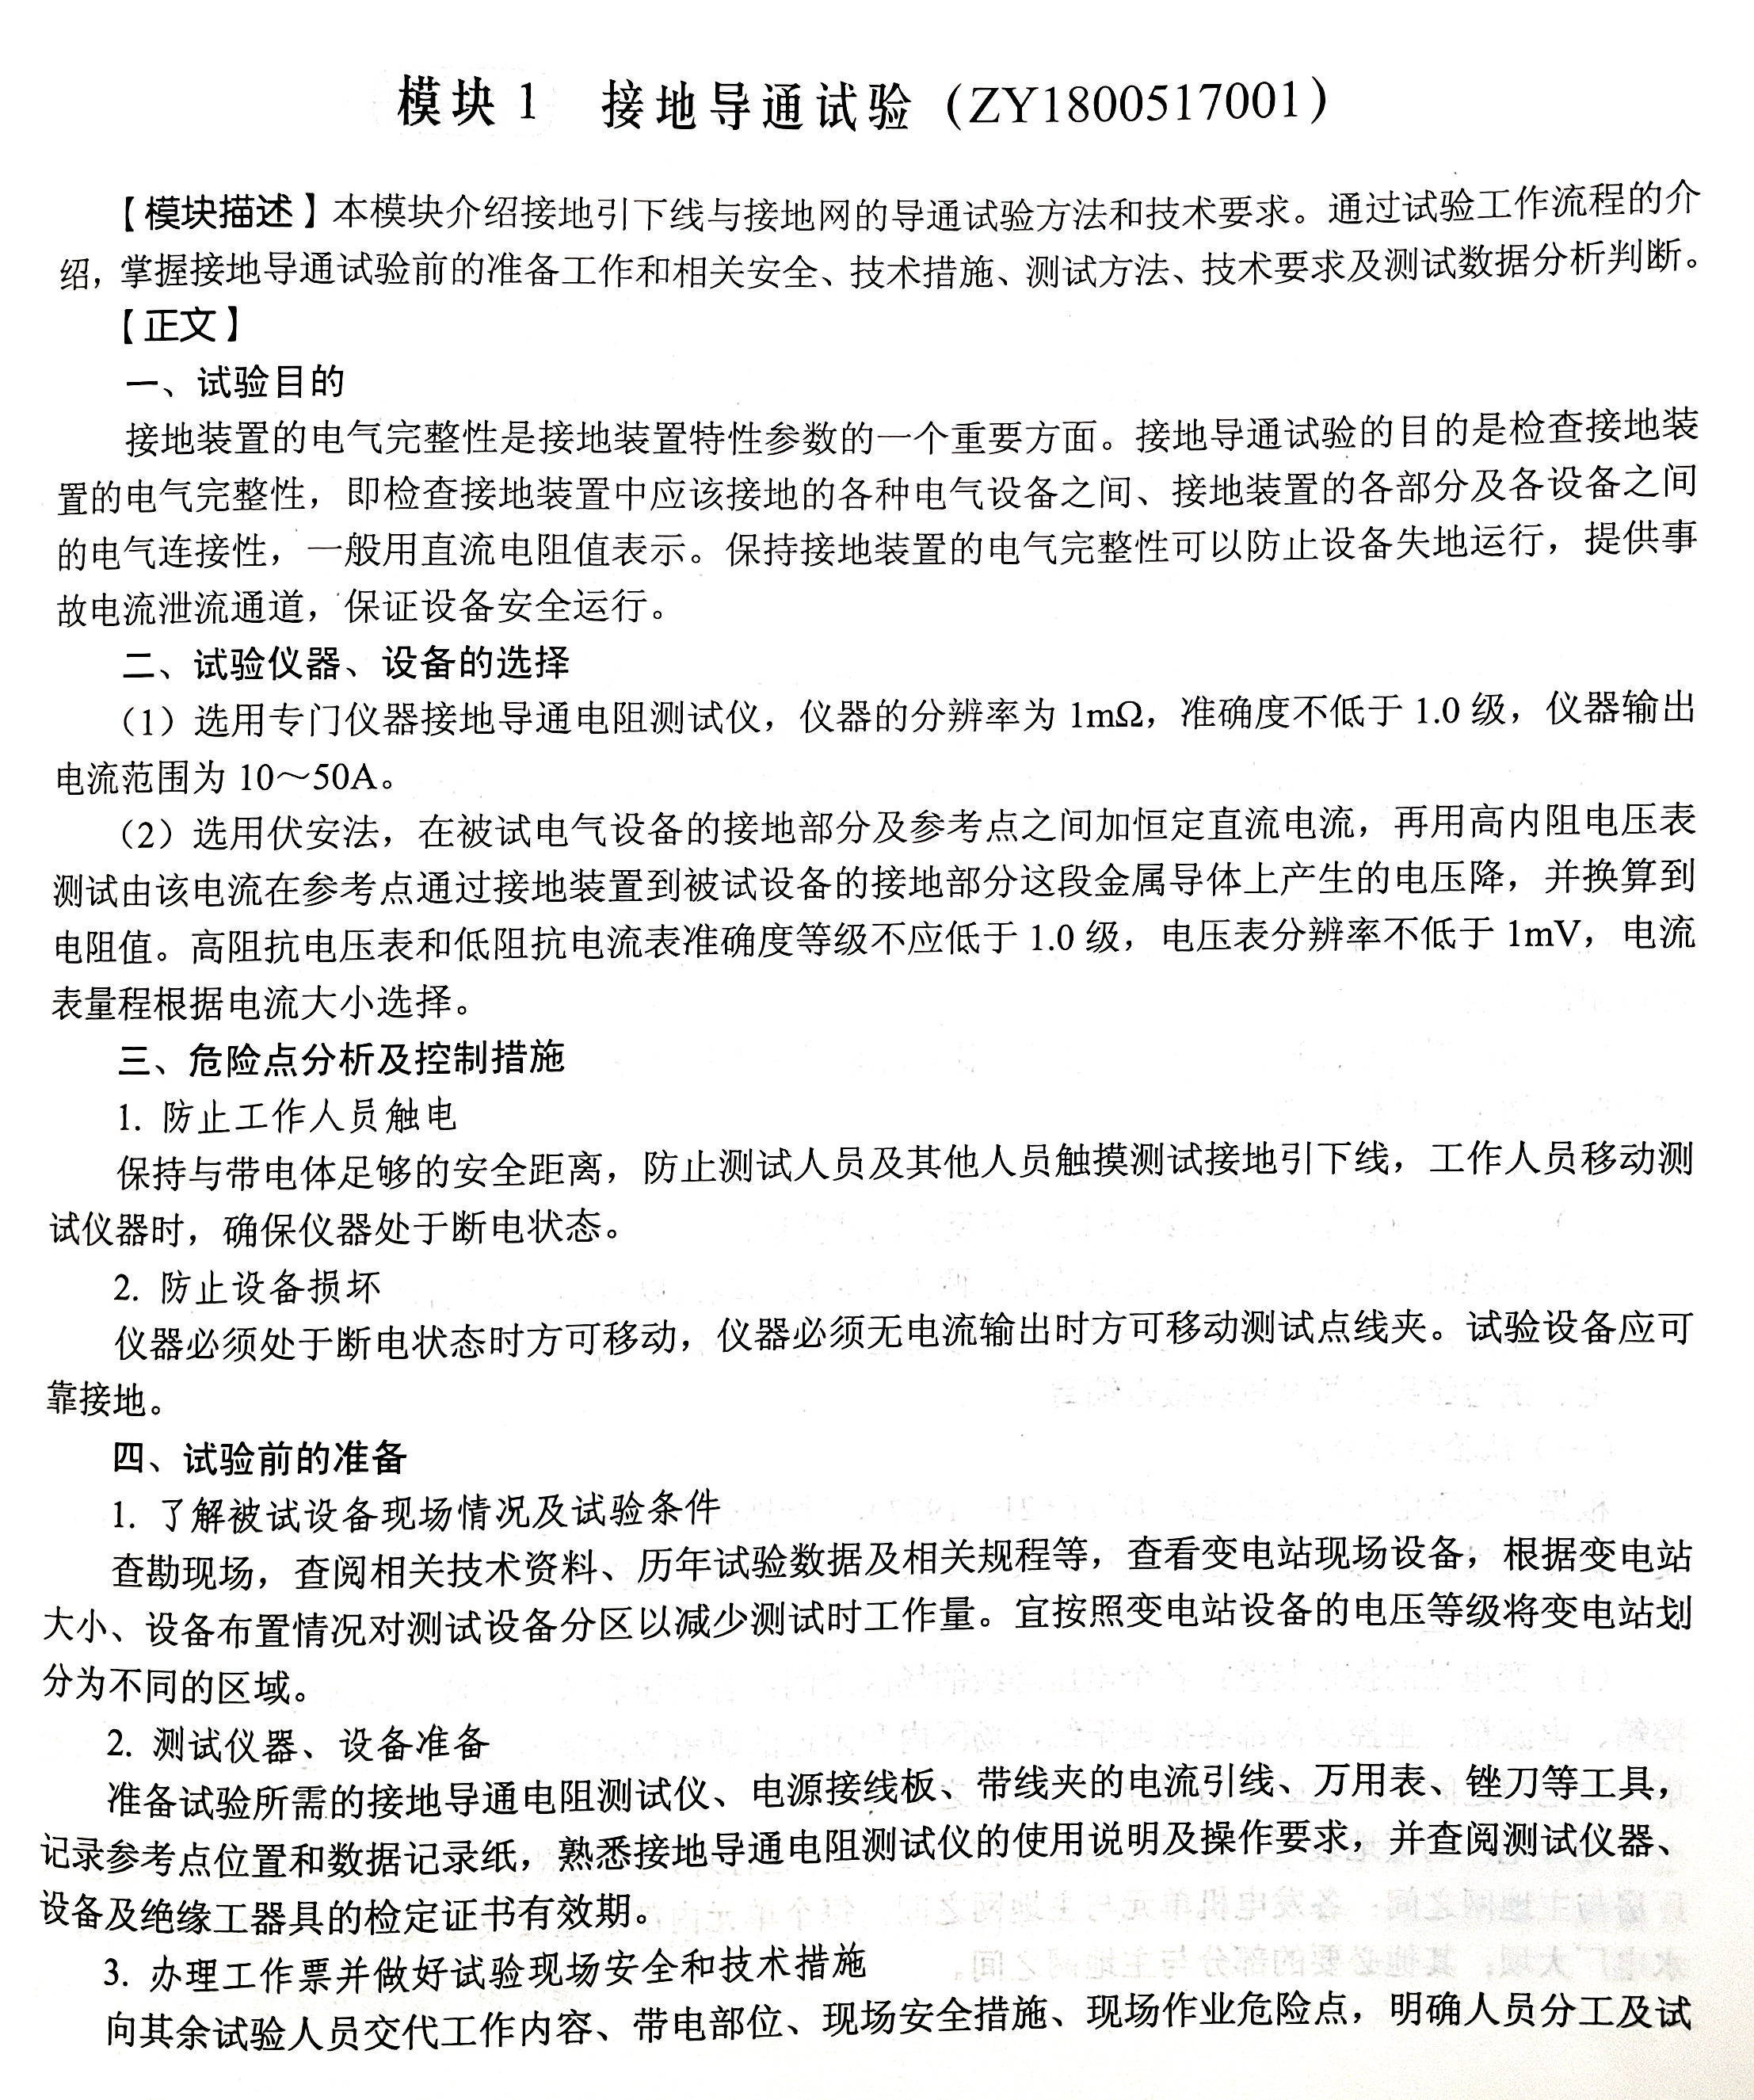 模块1 接地导通试验（ZY1800517001）
【模块描述】本模块介绍接地引下线与接地网的导通试验方法和技术要求。通过试验工作流程的介
绍，掌握接地导通试验前的准备工作和相关安全、技术措施、测试方法、技术要求及测试数据分析判断。
【正文】
一、试验目的
接地装置的电气完整性是接地装置特性参数的一个重要方面。接地导通试验的目的是检查接地装
置的电气完整性，即检查接地装置中应该接地的各种电气设备之间、接地装置的各部分及各设备之间
的电气连接性，一般用直流电阻值表示。保持接地装置的电气完整性可以防止设备失地运行，提供事
故电流泄流通道，保证设备安全运行。
二、试验仪器、设备的选择
（1）选用专门仪器接地导通电阻测试仪，仪器的分辨率为1mΩ，准确度不低于1.0级，仪器输出
电流范围为10～50A。
（2）选用伏安法，在被试电气设备的接地部分及参考点之间加恒定直流电流，再用高内阻电压表
测试由该电流在参考点通过接地装置到被试设备的接地部分这段金属导体上产生的电压降，并换算到
电阻值。高阻抗电压表和低阻抗电流表准确度等级不应低于1.0级，电压表分辨率不低于1mV，电流
表量程根据电流大小选择。
三、危险点分析及控制措施
1. 防止工作人员触电
保持与带电体足够的安全距离，防止测试人员及其他人员触摸测试接地引下线，工作人员移动测
试仪器时，确保仪器处于断电状态。
2. 防止设备损坏
仪器必须处于断电状态时方可移动，仪器必须无电流输出时方可移动测试点线夹。试验设备应可
靠接地。
四、试验前的准备
1. 了解被试设备现场情况及试验条件
查勘现场，查阅相关技术资料、历年试验数据及相关规程等，查看变电站现场设备，根据变电站
大小、设备布置情况对测试设备分区以减少测试时工作量。宜按照变电站设备的电压等级将变电站划
分为不同的区域。
2. 测试仪器、设备准备
准备试验所需的接地导通电阻测试仪、电源接线板、带线夹的电流引线、万用表、锉刀等工具，
记录参考点位置和数据记录纸，熟悉接地导通电阻测试仪的使用说明及操作要求，并查阅测试仪器、
设备及绝缘工器具的检定证书有效期。
3. 办理工作票并做好试验现场安全和技术措施
向其余试验人员交代工作内容、带电部位、现场安全措施、现场作业危险点，明确人员分工及试